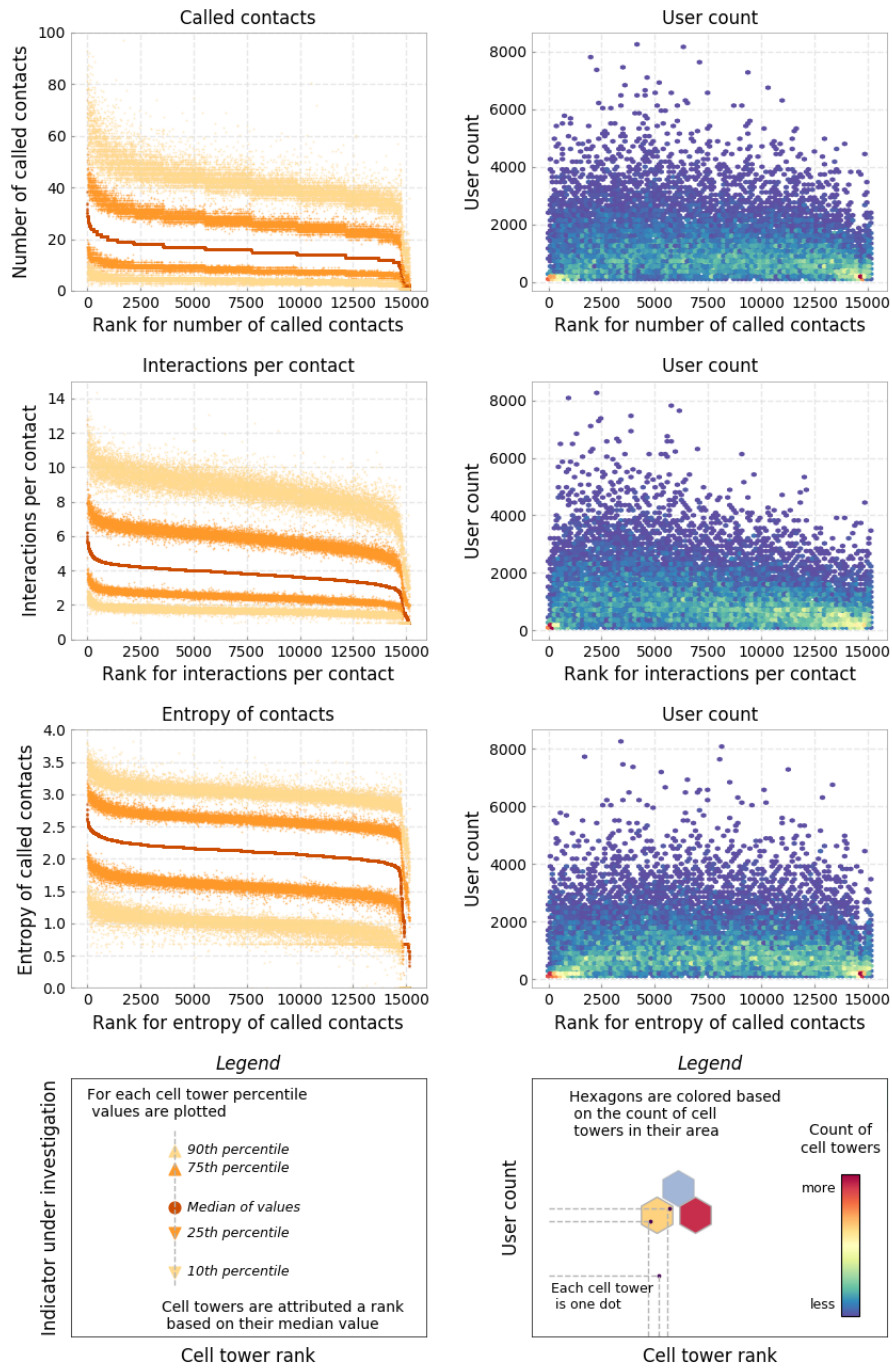 Called contacts
Number of called contacts
100
80
60
40
20
0
0 2500 5000 7500 10000 12500 15000
Rank for number of called contacts
User count
User count
8000
6000
4000
2000
0
0 2500 5000 7500 10000 12500 15000
Rank for number of called contacts
Interactions per contact
Interactions per contact
14
12
10
8
6
4
2
0
0 2500 5000 7500 10000 12500 15000
Rank for interactions per contact
User count
User count
8000
6000
4000
2000
0
0 2500 5000 7500 10000 12500 15000
Rank for interactions per contact
Entropy of contacts
Entropy of called contacts
4.0
3.5
3.0
2.5
2.0
1.5
1.0
0.5
0.0
0 2500 5000 7500 10000 12500 15000
Rank for entropy of called contacts
User count
User count
8000
6000
4000
2000
0
0 2500 5000 7500 10000 12500 15000
Rank for entropy of called contacts
Legend
Indicator under investigation
For each cell tower percentile
values are plotted
90th percentile
75th percentile
Median of values
25th percentile
10th percentile
Cell towers are attributed a rank
based on their median value
Cell tower rank
Legend
User count
Hexagons are colored based
on the count of cell
towers in their area
Count of
cell towers
more
less
Each cell tower
is one dot
Cell tower rank